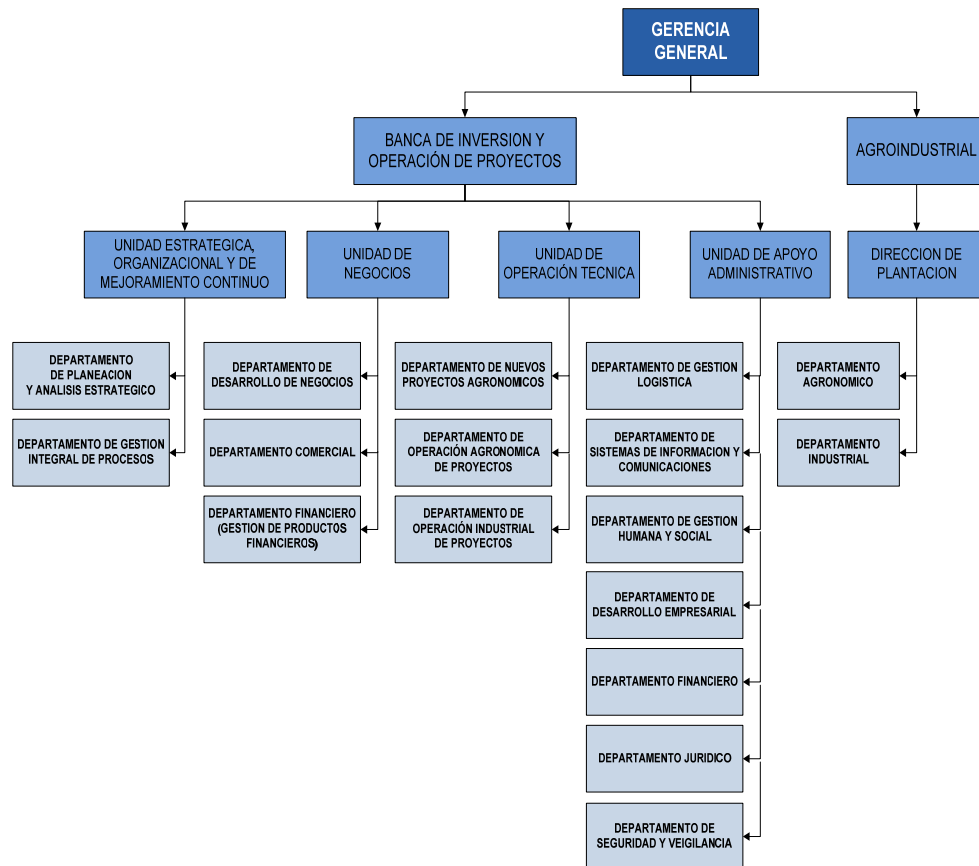 GERENCIA
GENERAL
BANCA DE INVERSION Y
OPERACIÓN DE PROYECTOS
AGROINDUSTRIAL
UNIDAD ESTRATEGICA,
ORGANIZACIONAL Y DE
MEJORAMIENTO CONTINUO
UNIDAD DE
NEGOCIOS
UNIDAD DE
OPERACIÓN TECNICA
UNIDAD DE APOYO
ADMINISTRATIVO
DIRECCION DE
PLANTACION
DEPARTAMENTO
DE PLANEACION
Y ANALISIS ESTRATEGICO
DEPARTAMENTO DE GESTION
INTEGRAL DE PROCESOS
DEPARTAMENTO DE
DESARROLLO DE NEGOCIOS
DEPARTAMENTO COMERCIAL
DEPARTAMENTO FINANCIERO
(GESTION DE PRODUCTOS
FINANCIEROS)
DEPARTAMENTO DE NUEVOS
PROYECTOS AGRONOMICOS
DEPARTAMENTO DE
OPERACIÓN AGRONOMICA
DE PROYECTOS
DEPARTAMENTO DE
OPERACIÓN INDUSTRIAL
DE PROYECTOS
DEPARTAMENTO DE GESTION
LOGISTICA
DEPARTAMENTO DE
SISTEMAS DE INFORMACION Y
COMUNICACIONES
DEPARTAMENTO DE GESTION
HUMANA Y SOCIAL
DEPARTAMENTO DE
DESARROLLO EMPRESARIAL
DEPARTAMENTO FINANCIERO
DEPARTAMENTO JURIDICO
DEPARTAMENTO DE
SEGURIDAD Y VEIGILANCIA
DEPARTAMENTO
AGRONOMICO
DEPARTAMENTO
INDUSTRIAL